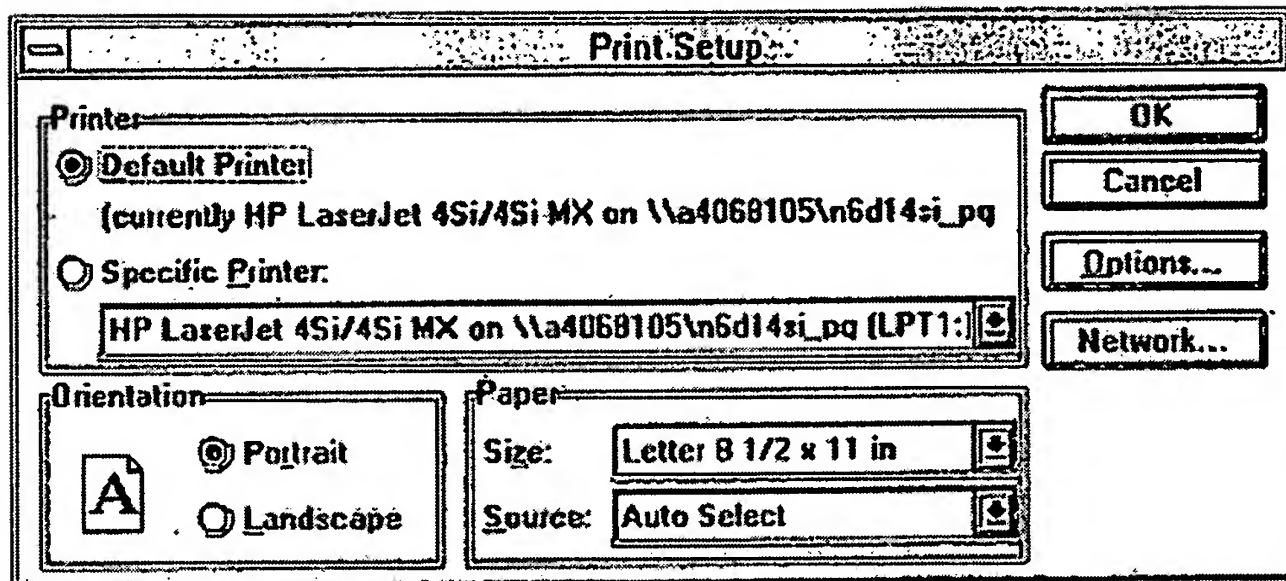 Print Setup
Printer
Default Printer
(currently HP LaserJet 4Si/4Si MX on \\a4068105\n6d14si_pq
Specific Printer:
HP LaserJet 4Si/4Si MX on \\a4068105\n6d14si_pq (LPT1:)
OK
Cancel
Options...
Network...
Orientation
A
Portrait
Landscape
Paper
Size:
Letter 8 1/2 x 11 in
Source:
Auto Select